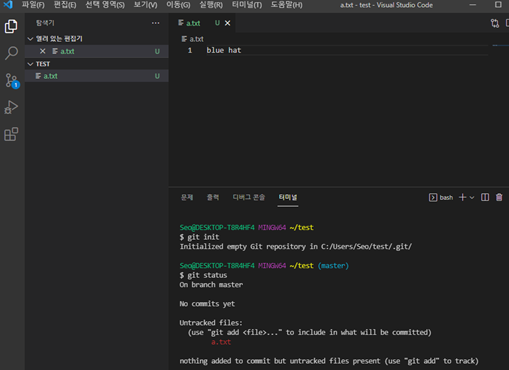 파일(F) 편집(E) 선택 영역(S) 보기(V) 이동(G) 실행(R) 터미널(T) 도움말(H) a.txt - test - Visual Studio Code
탐색기
a.txt U
열려 있는 편집기
a.txt
a.txt U
1 blue hat
TEST
a.txt U
1
문제 출력 디버그 콘솔 터미널 bash
Seo@DESKTOP-T8R4HF4 MINGW64 ~/test
$ git init
Initialized empty Git repository in C:/Users/Seo/test/.git/
Seo@DESKTOP-T8R4HF4 MINGW64 ~/test (master)
$ git status
On branch master
No commits yet
Untracked files:
(use "git add <file>..." to include in what will be committed)
a.txt
nothing added to commit but untracked files present (use "git add" to track)